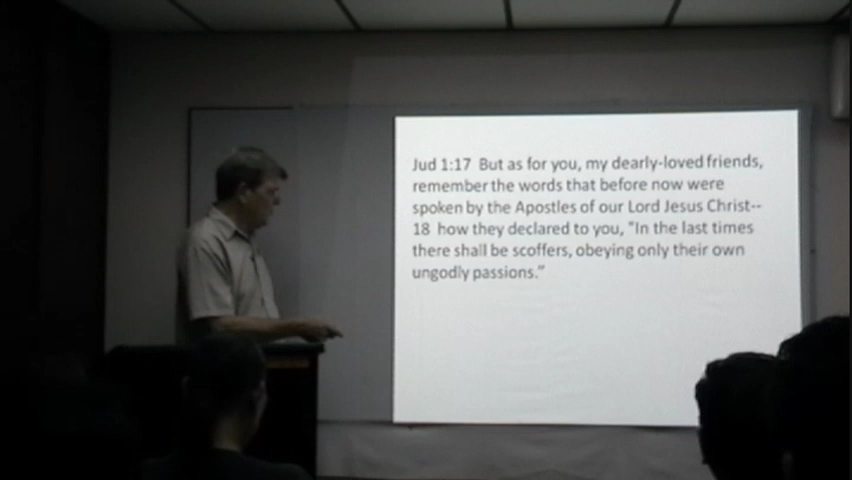 Jud 1:17 But as for you, my dearly-loved friends,
remember the words that before now were
spoken by the Apostles of our Lord Jesus Christ--
18 how they declared to you, "In the last times
there shall be scoffers, obeying only their own
ungodly passions."